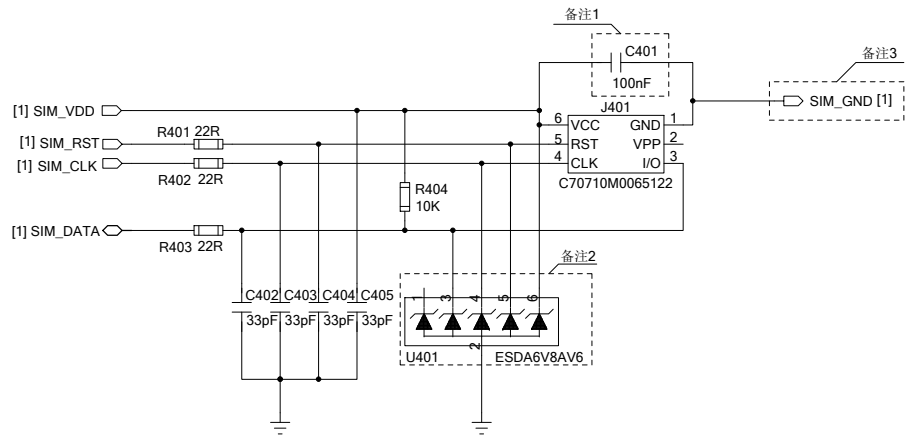 备注1
C401
100nF
备注3
SIM_GND [1]
[1] SIM_VDD
J401
6 VCC GND 1
[1] SIM_RST
R401 22R
5 RST VPP 2
[1] SIM_CLK
R402 22R
4 CLK I/O 3
C70710M0065122
R404
10K
[1] SIM_DATA
R403 22R
备注2
C402 C403 C404 C405
33pF 33pF 33pF 33pF
1 3 4 5 6
2
U401 ESDA6V8AV6